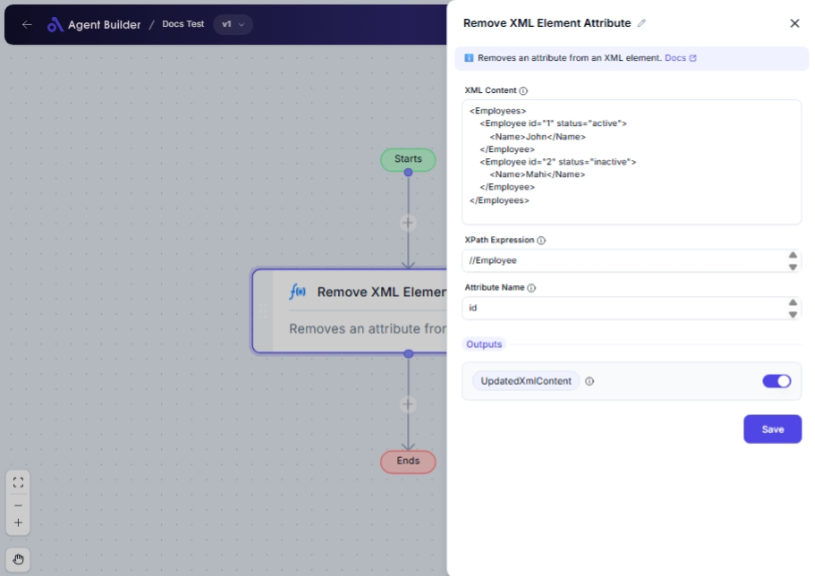 Agent Builder / Docs Test v1
Starts
f(x) Remove XML Elemen
Removes an attribute fror
Ends
Remove XML Element Attribute
Removes an attribute from an XML element. Docs
XML Content
<Employees>
<Employee id="1" status="active">
<Name>John</Name>
</Employee>
<Employee id="2" status="inactive">
<Name>Mahi</Name>
</Employee>
</Employees>
XPath Expression
//Employee
Attribute Name
id
Outputs
UpdatedXmlContent
Save